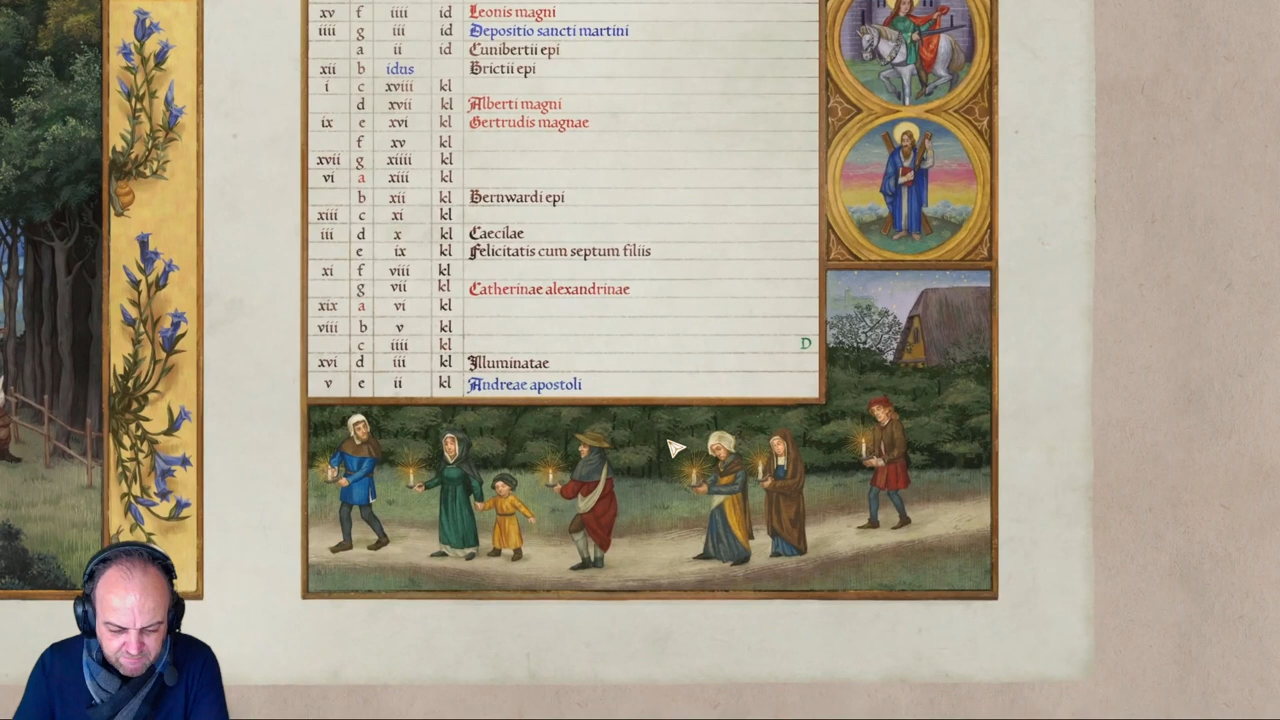 xv f iiii id Leonis magni
iiii g iii id Depositio sancti martini
a ii id Cunibertii epi
xii b idus Brictii epi
i c xviii kl
d xvii kl Alberti magni
ix e xvi kl Gertrudis magnae
f xv kl
xvii g xiiii kl
vi a xiii kl
b xii kl Bernwardi epi
xiii c xi kl
iii d x kl Caecilae
e ix kl Felicitatis cum septum filiis
xi f viii kl
g vii kl Catherinae alexandrinae
xix a vi kl
viii b v kl
c iiii kl D
xvi d iii kl Illuminatae
v e ii kl Andreae apostoli